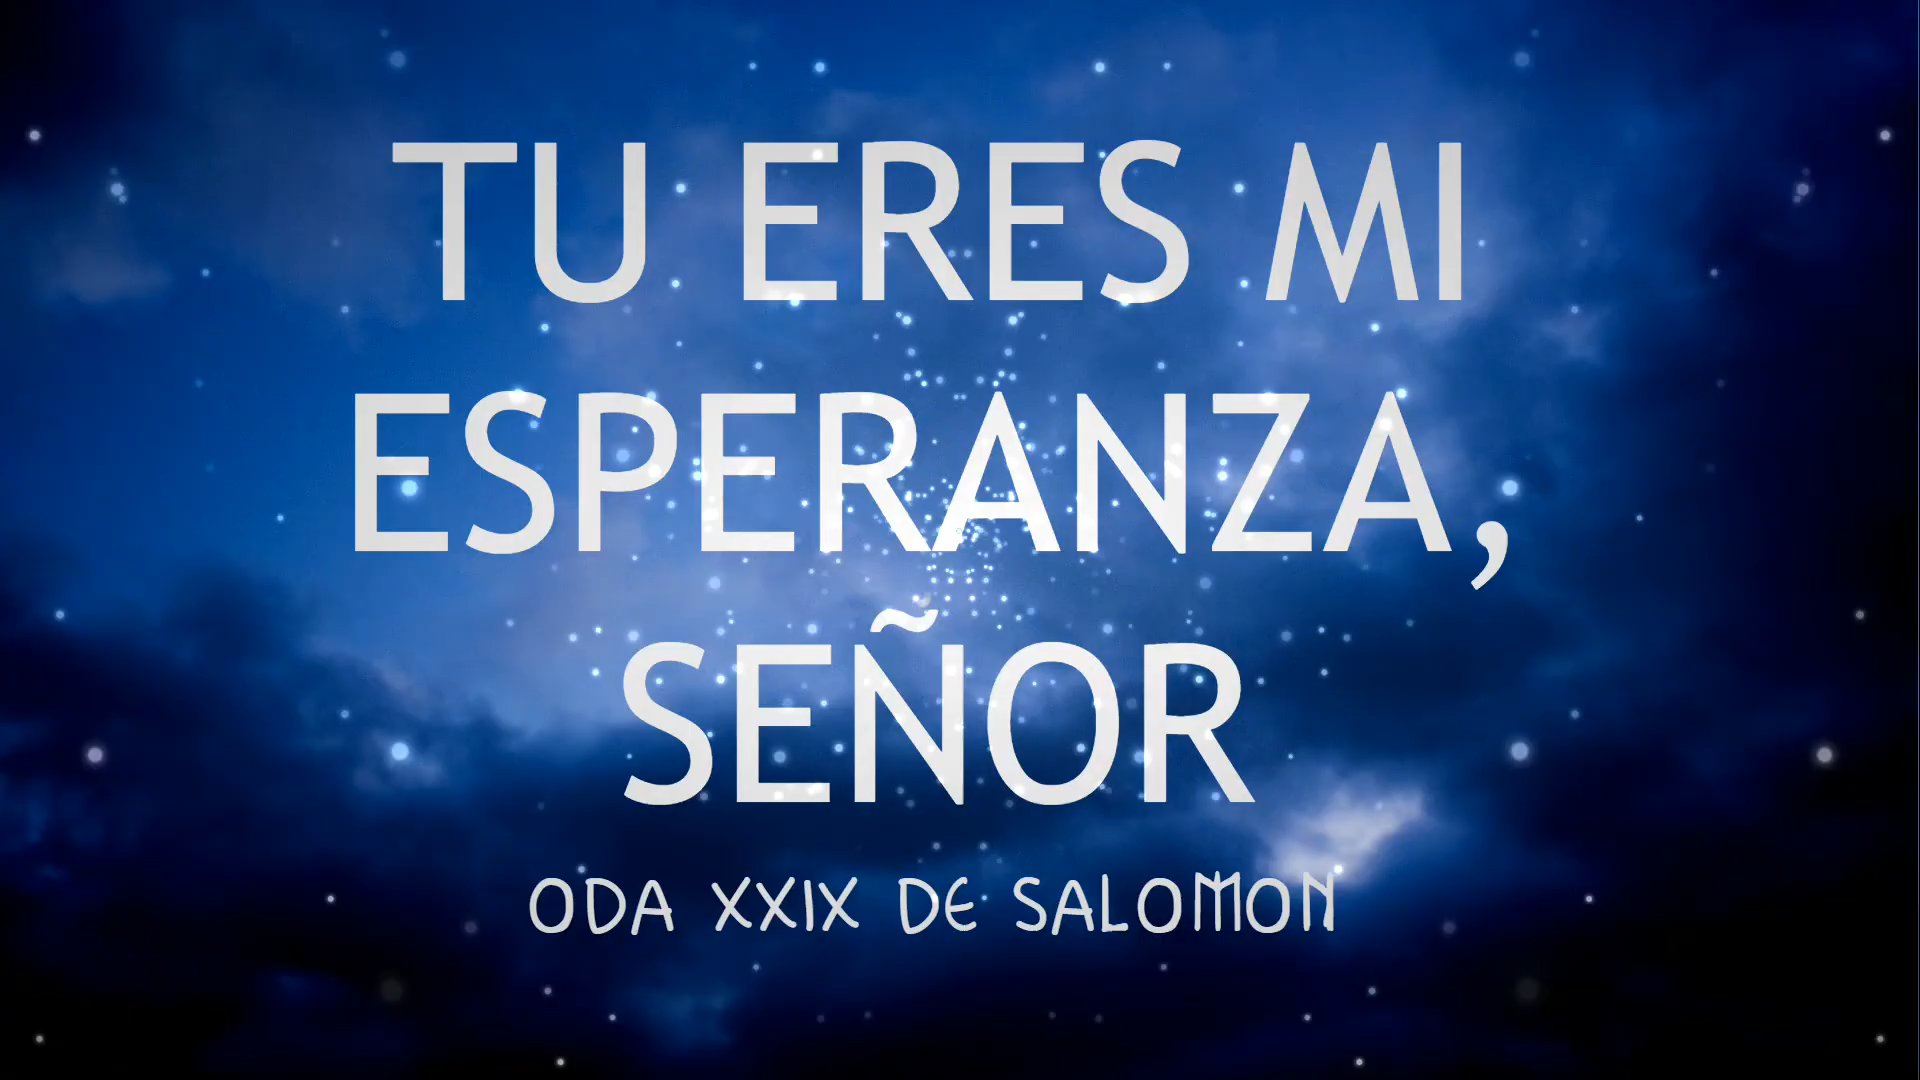 TU ERES MI
ESPERANZA,
SEÑOR
ODA XXIX DE SALOMON